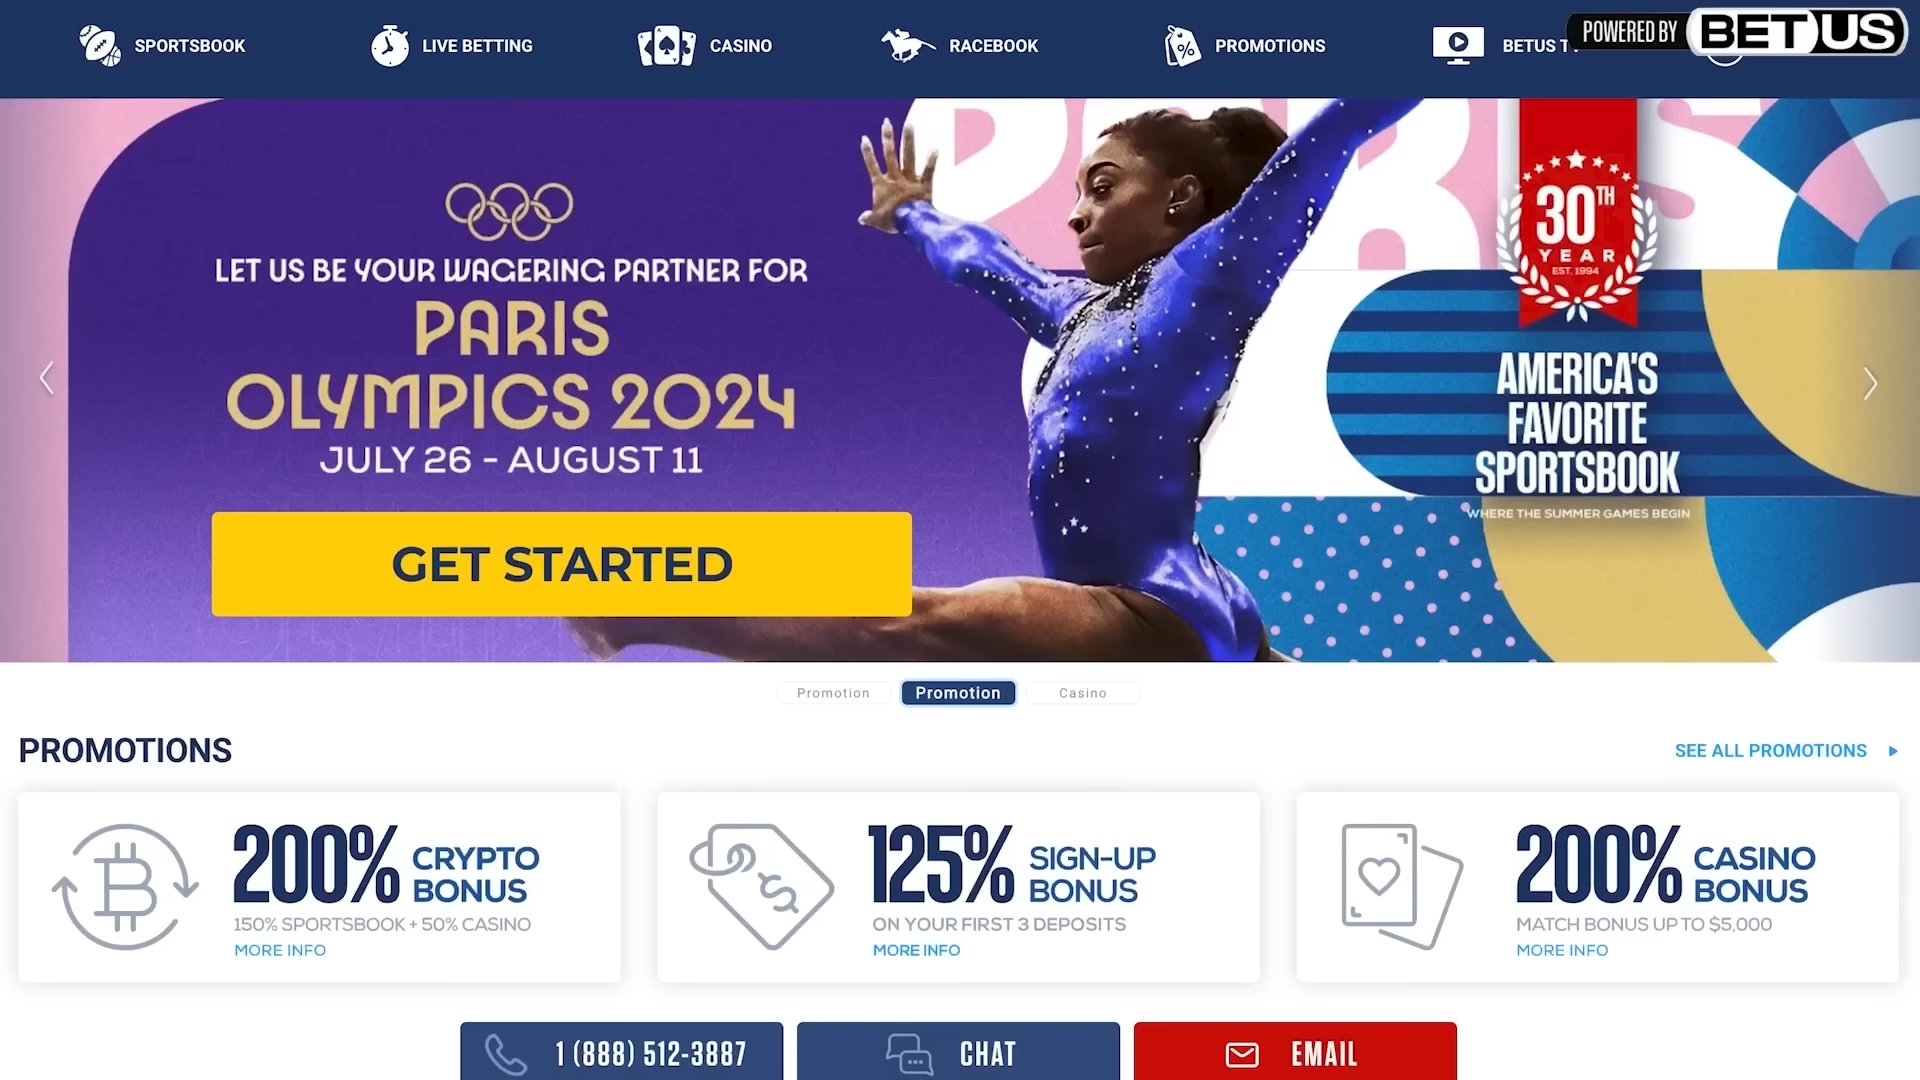 SPORTSBOOK
LIVE BETTING
CASINO
RACEBOOK
PROMOTIONS
BETUS
POWERED BY BETUS
LET US BE YOUR WAGERING PARTNER FOR
PARIS
OLYMPICS 2024
JULY 26 - AUGUST 11
GET STARTED
30TH
YEAR
EST. 1994
AMERICA'S
FAVORITE
SPORTSBOOK
WHERE THE SUMMER GAMES BEGIN
Promotion
Promotion
Casino
PROMOTIONS
SEE ALL PROMOTIONS
200% CRYPTO
BONUS
150% SPORTSBOOK + 50% CASINO
MORE INFO
125% SIGN-UP
BONUS
ON YOUR FIRST 3 DEPOSITS
MORE INFO
200% CASINO
BONUS
MATCH BONUS UP TO $5,000
MORE INFO
1 (888) 512-3887
CHAT
EMAIL